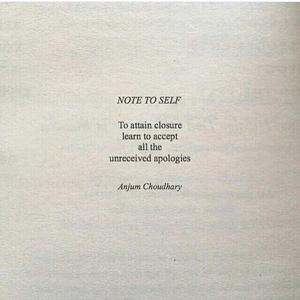 NOTE TO SELF
To attain closure
learn to accept
all the
unreceived apologies
Anjum Choudhary